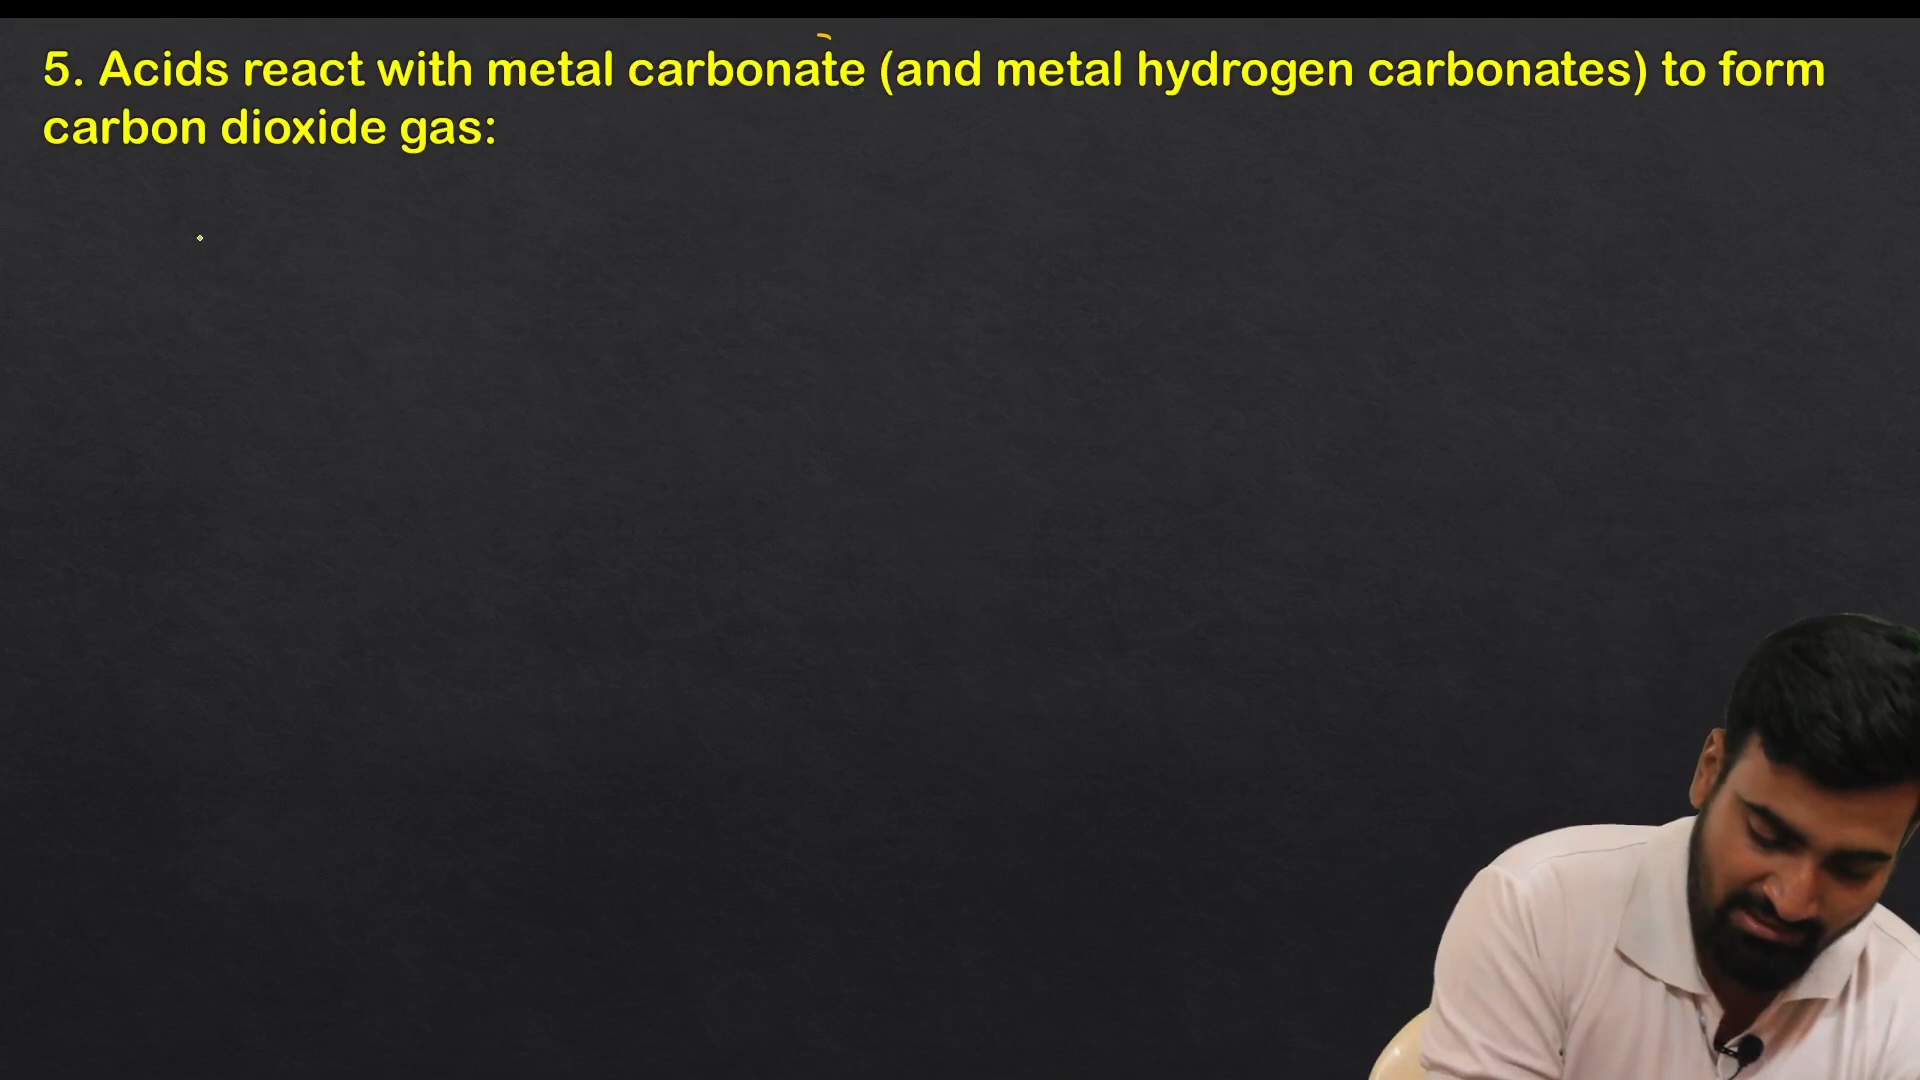 5. Acids react with metal carbonate (and metal hydrogen carbonates) to form
carbon dioxide gas: